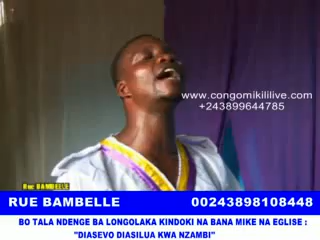 www.congomikililive.com
+243899644785
Rue BAMBELLE
RUE BAMBELLE 00243898108448
BO TALA NDENGE BA LONGOLAKA KINDOKI NA BANA MIKE NA EGLISE :
"DIASEVO DIASILUA KWA NZAMBI"